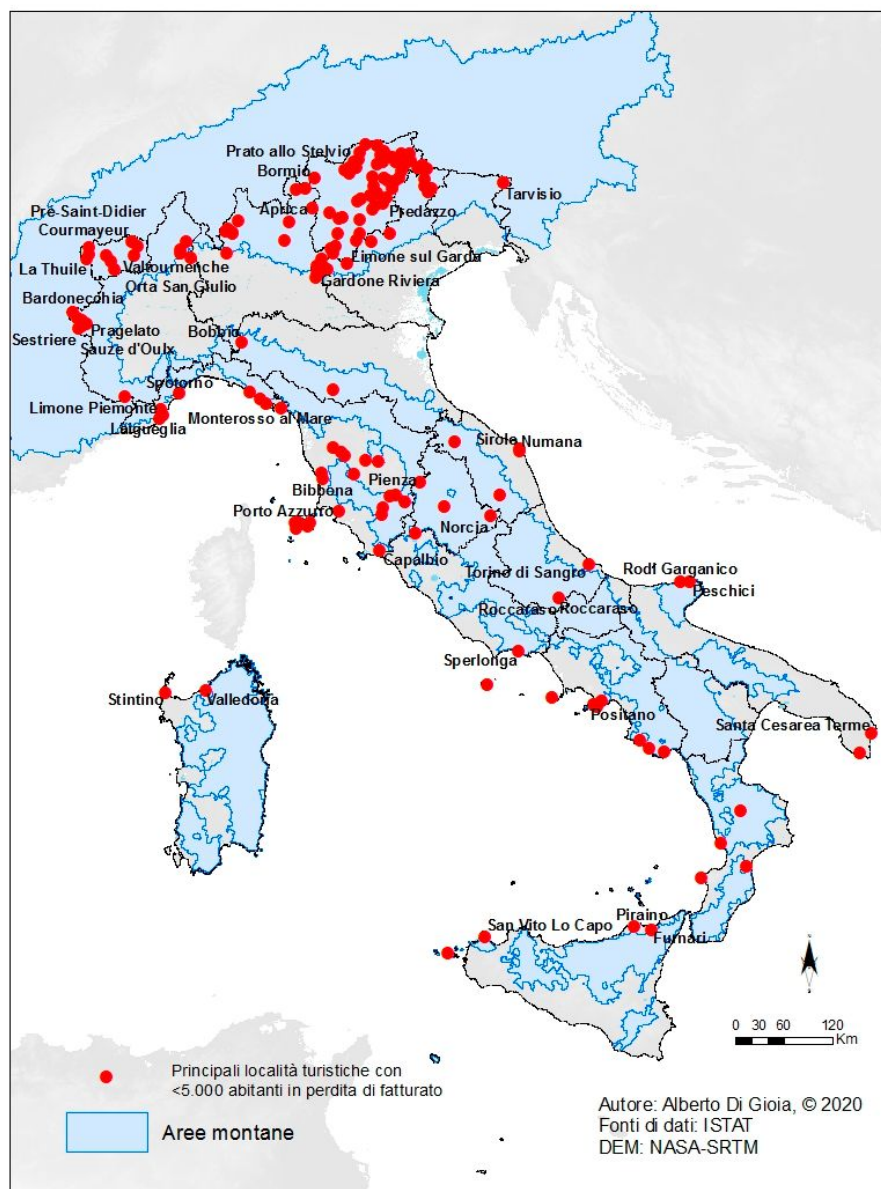 Prato allo Stelvio
Bormio
Tarvisio
Aprica
Predazzo
Pré-Saint-Didier
Courmayeur
La Thuile
Valtournenche
Limone sul Garda
Orta San Giulio
Gardone Riviera
Bardonecchia
Sestriere
Pragelato
Sauze d'Oulx
Bobbio
Spotorno
Limone Piemonte
Monterosso al Mare
Laigueglia
Sirolo
Numana
Pienza
Bibbona
Porto Azzurro
Norcia
Capalbio
Torino di Sangro
Rodi Garganico
Peschici
Roccaraso
Roccaraso
Sperlonga
Stintino
Valledoria
Positano
Santa Cesarea Terme
San Vito Lo Capo
Piraino
Furnari
N
0 30 60 120
Km
Principali località turistiche con
<5.000 abitanti in perdita di fatturato
Aree montane
Autore: Alberto Di Gioia, © 2020
Fonti di dati: ISTAT
DEM: NASA-SRTM